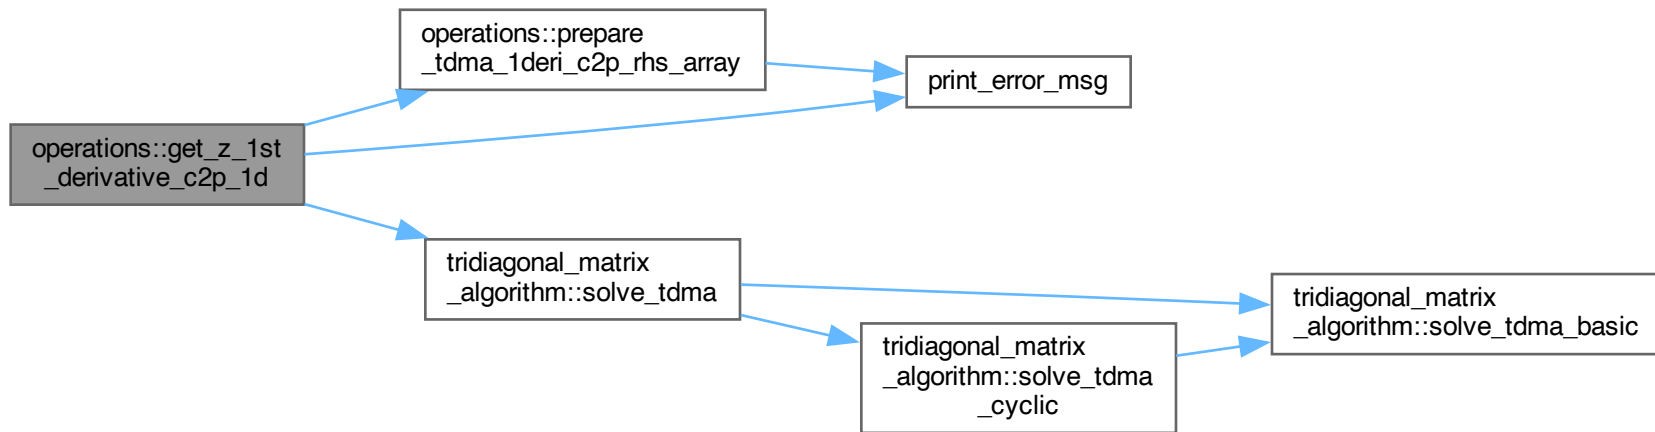 operations::prepare
_tdma_1deri_c2p_rhs_array
print_error_msg
operations::get_z_1st
_derivative_c2p_1d
tridiagonal_matrix
_algorithm::solve_tdma
tridiagonal_matrix
_algorithm::solve_tdma_basic
tridiagonal_matrix
_algorithm::solve_tdma
_cyclic